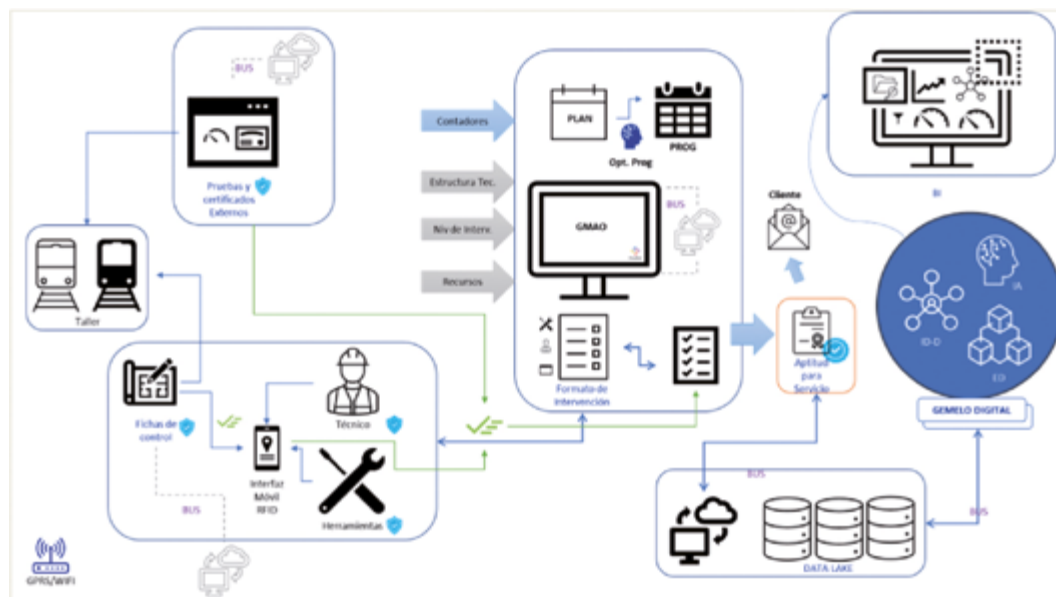 BUS
Pruebas y
certificados
Externos
Taller
Contadores
Estructura Tec.
Niv de Interv.
Recursos
PLAN
Opt. Prog
PROG
GMAO
BUS
Formato de
intervención
Cliente
Aptitud
para
Servicio
BI
IA
ID-D
GEMELO DIGITAL
Fichas de
control
Técnico
Interfaz
Móvil
RFID
Herramientas
BUS
BUS
BUS
DATA LAKE
GPRS/WIFI